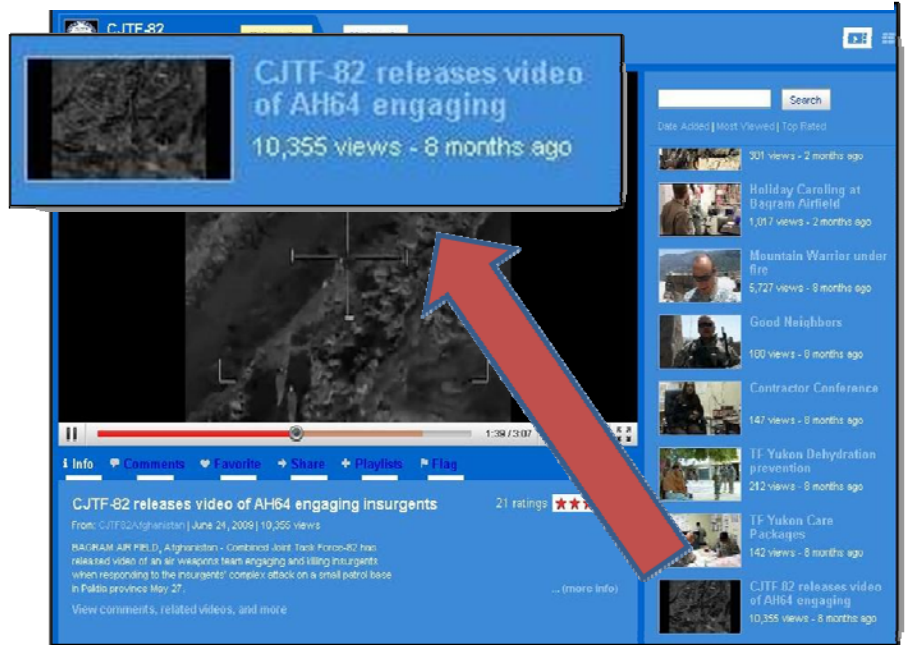 CJTF-82
CJTF-82 releases video
of AH64 engaging
10,355 views - 8 months ago
Search
Date Added | Most Viewed | Top Rated
301 views - 2 months ago
Holiday Caroling at
Bagram Airfield
1,017 views - 2 months ago
Mountain Warrior under
fire
5,727 views - 8 months ago
Good Neighbors
180 views - 8 months ago
Contractor Conference
147 views - 8 months ago
TF Yukon Dehydration
prevention
212 views - 8 months ago
TF Yukon Care
Packages
142 views - 8 months ago
CJTF-82 releases video
of AH64 engaging
10,355 views - 8 months ago
1:39 / 3:07
Info Comments Favorite Share Playlists Flag
CJTF-82 releases video of AH64 engaging insurgents
21 ratings
From: CJTF82Afghanistan | June 24, 2009 | 10,355 views
BAGRAM AIR FIELD, Afghanistan - Combined Joint Task Force-82 has
released video of an air weapons team engaging and killing insurgents
when responding to the insurgents' complex attack on a small patrol base
in Paktia province May 27.
... (more info)
View comments, related videos, and more